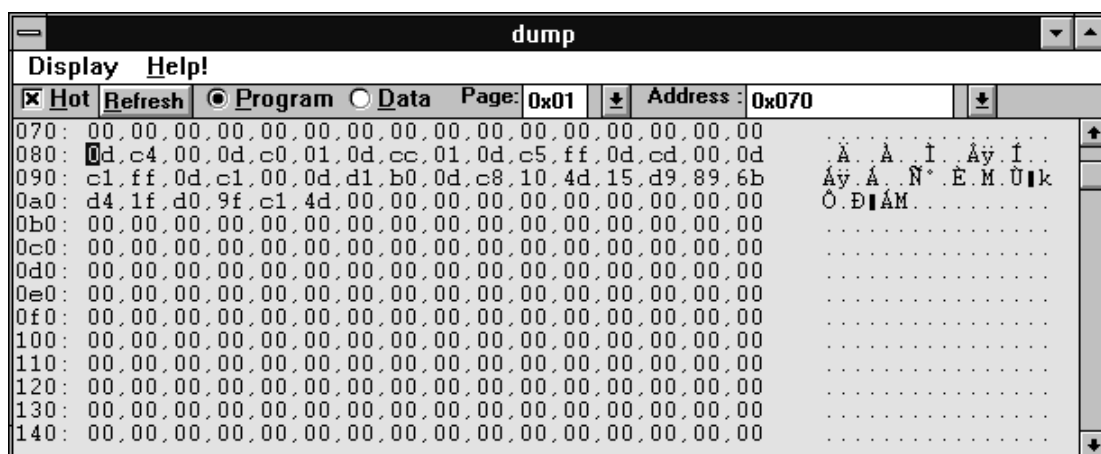 dump
Display Help!
Hot Refresh Program Data Page: 0x01 Address : 0x070
070: 00,00,00,00,00,00,00,00,00,00,00,00,00,00,00,00 ................
080: 0d,c4,00,0d,c0,01,0d,cc,01,0d,c5,ff,0d,cd,00,0d .Ä..À..Ì..Åÿ.Í..
090: c1,ff,0d,c1,00,0d,d1,b0,0d,c8,10,4d,15,d9,89,6b Áÿ.Á..Ñ°.È.M.Ù▮k
0a0: d4,1f,d0,9f,c1,4d,00,00,00,00,00,00,00,00,00,00 Ô.Ð▮ÁM..........
0b0: 00,00,00,00,00,00,00,00,00,00,00,00,00,00,00,00 ................
0c0: 00,00,00,00,00,00,00,00,00,00,00,00,00,00,00,00 ................
0d0: 00,00,00,00,00,00,00,00,00,00,00,00,00,00,00,00 ................
0e0: 00,00,00,00,00,00,00,00,00,00,00,00,00,00,00,00 ................
0f0: 00,00,00,00,00,00,00,00,00,00,00,00,00,00,00,00 ................
100: 00,00,00,00,00,00,00,00,00,00,00,00,00,00,00,00 ................
110: 00,00,00,00,00,00,00,00,00,00,00,00,00,00,00,00 ................
120: 00,00,00,00,00,00,00,00,00,00,00,00,00,00,00,00 ................
130: 00,00,00,00,00,00,00,00,00,00,00,00,00,00,00,00 ................
140: 00,00,00,00,00,00,00,00,00,00,00,00,00,00,00,00 ................